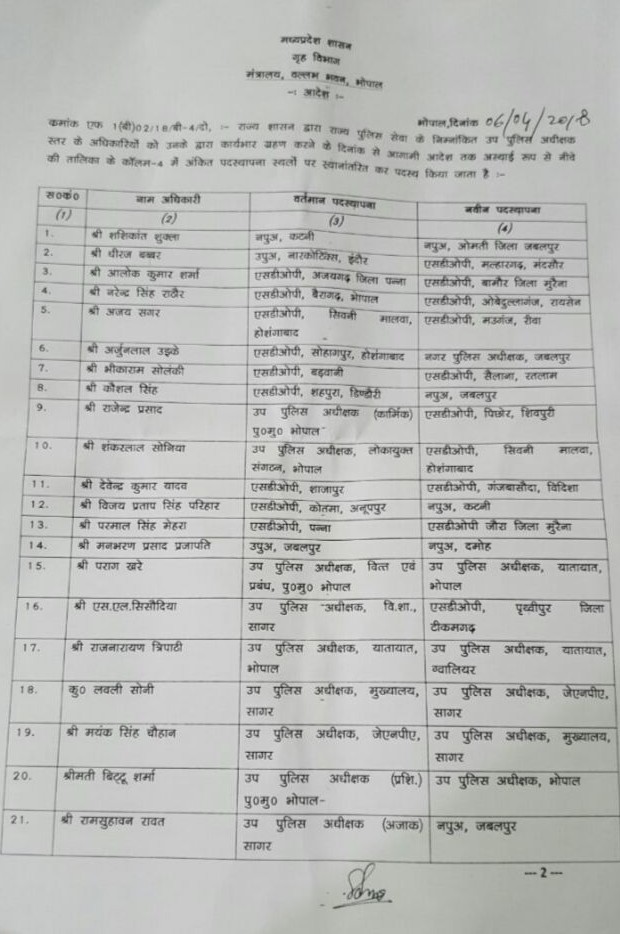 मध्यप्रदेश शासन
गृह विभाग
मंत्रालय, वल्लभ भवन, भोपाल
-: आदेश :-
भोपाल,दिनांक 06/04/2018
क्रमांक एफ 1(बी)02/18/बी-4/दो, :- राज्य शासन द्वारा राज्य पुलिस सेवा के निम्नांकित उप पुलिस अधीक्षक
स्तर के अधिकारियों को उनके द्वारा कार्यभार ग्रहण करने के दिनांक से आगामी आदेश तक अस्थाई रूप से नीचे
की तालिका के कॉलम-4 में अंकित पदस्थापना स्थलों पर स्थानांतरित कर पदस्थ किया जाता है :-
स०क्रं० नाम अधिकारी वर्तमान पदस्थापना नवीन पदस्थापना
(1) (2) (3) (4)
1. श्री शशिकांत शुक्ला नपुअ, कटनी नपुअ, ओमती जिला जबलपुर
2. श्री धीरज बब्बर उपुअ, नारकोटिक्स, इंदौर एसडीओपी, मल्हारगढ़, मंदसौर
3. श्री आलोक कुमार शर्मा एसडीओपी, अजयगढ़ जिला पन्ना एसडीओपी, बामौर जिला मुरैना
4. श्री नरेन्द्र सिंह राठौर एसडीओपी, बैरागढ़, भोपाल एसडीओपी, ओबेदुल्लागंज, रायसेन
5. श्री अजय सगर एसडीओपी, सिवनी मालवा, एसडीओपी, मउगंज, रीवा
होशंगाबाद
6. श्री अर्जुनलाल उइके एसडीओपी, सोहागपुर, होशंगाबाद नगर पुलिस अधीक्षक, जबलपुर
7. श्री भीकाराम सोलंकी एसडीओपी, बड़वानी एसडीओपी, सैलाना, रतलाम
8. श्री कौशल सिंह एसडीओपी, शहपुरा, डिण्डौरी नपुअ, जबलपुर
9. श्री राजेन्द्र प्रसाद उप पुलिस अधीक्षक (कार्मिक) एसडीओपी, पिछोर, शिवपुरी
पु०मु० भोपाल
10. श्री शंकरलाल सोनिया उप पुलिस अधीक्षक, लोकायुक्त एसडीओपी, सिवनी मालवा,
संगठन, भोपाल होशंगाबाद
11. श्री देवेन्द्र कुमार यादव एसडीओपी, शाजापुर एसडीओपी, गंजबासौदा, विदिशा
12. श्री विजय प्रताप सिंह परिहार एसडीओपी, कोतमा, अनूपपुर नपुअ, कटनी
13. श्री परमाल सिंह मेहरा एसडीओपी, पन्ना एसडीओपी जौरा जिला मुरैना
14. श्री मनभरण प्रसाद प्रजापति उपुअ, जबलपुर नपुअ, दमोह
15. श्री पराग खरे उप पुलिस अधीक्षक, वित्त एवं उप पुलिस अधीक्षक, यातायात,
प्रबंध, पु०मु० भोपाल भोपाल
16. श्री एस.एल.सिसौदिया उप पुलिस अधीक्षक, वि.शा., एसडीओपी, पृथ्वीपुर जिला
सागर टीकमगढ़
17. श्री राजनारायण त्रिपाठी उप पुलिस अधीक्षक, यातायात, उप पुलिस अधीक्षक, यातायात,
भोपाल ग्वालियर
18. कु० लवली सोनी उप पुलिस अधीक्षक, मुख्यालय, उप पुलिस अधीक्षक, जेएनपीए,
सागर सागर
19. श्री मयंक सिंह चौहान उप पुलिस अधीक्षक, जेएनपीए, उप पुलिस अधीक्षक, मुख्यालय,
सागर सागर
20. श्रीमती बिट्टू शर्मा उप पुलिस अधीक्षक (प्रशि.) उप पुलिस अधीक्षक, भोपाल
पु०मु० भोपाल-
21. श्री रामसुहावन रावत उप पुलिस अधीक्षक (अजाक) नपुअ, जबलपुर
सागर
---2---